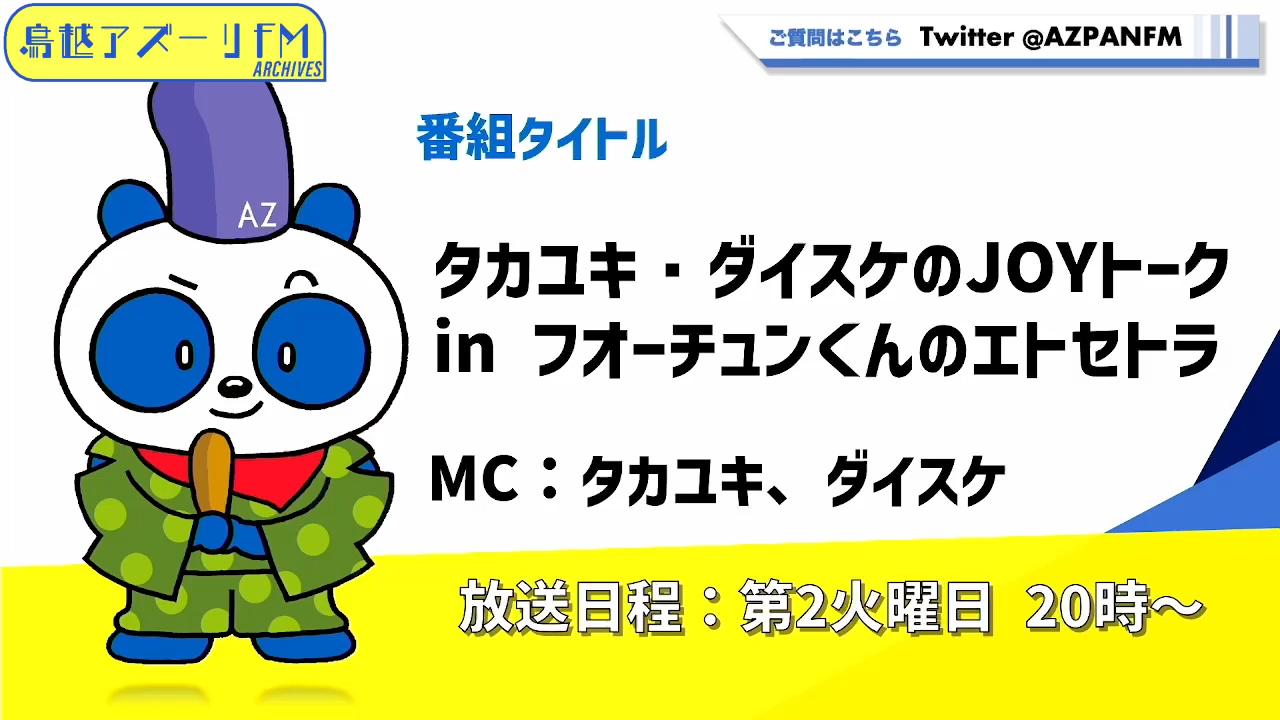 鳥越アズーリFM
ARCHIVES
ご質問はこちら Twitter @AZPANFM
AZ
番組タイトル
タカユキ・ダイスケのJOYトーク
in フオーチュンくんのエトセトラ
MC：タカユキ、ダイスケ
放送日程：第2火曜日 20時～